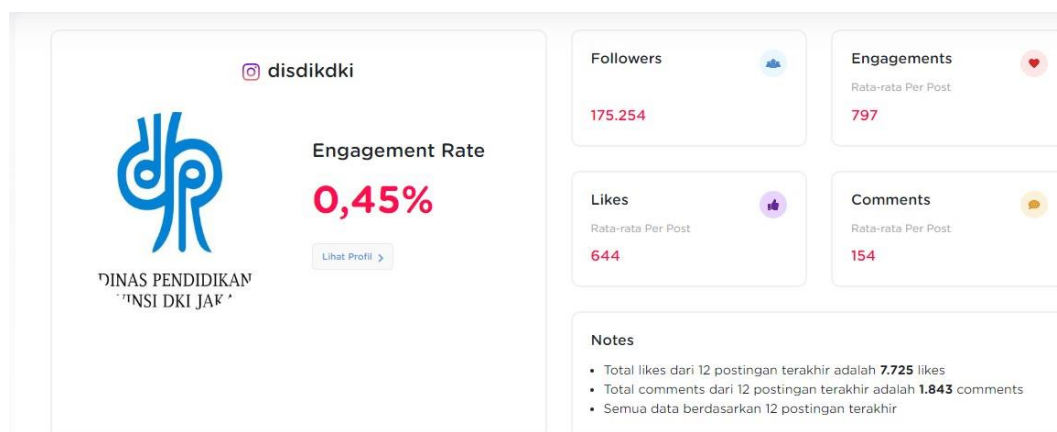 disdikdki
DINAS PENDIDIKAN
Engagement Rate
0,45%
Lihat Profil
Followers
175.254
Engagements
Rata-rata Per Post
797
Likes
Rata-rata Per Post
644
Comments
Rata-rata Per Post
154
Notes
• Total likes dari 12 postingan terakhir adalah 7.725 likes
• Total comments dari 12 postingan terakhir adalah 1.843 comments
• Semua data berdasarkan 12 postingan terakhir